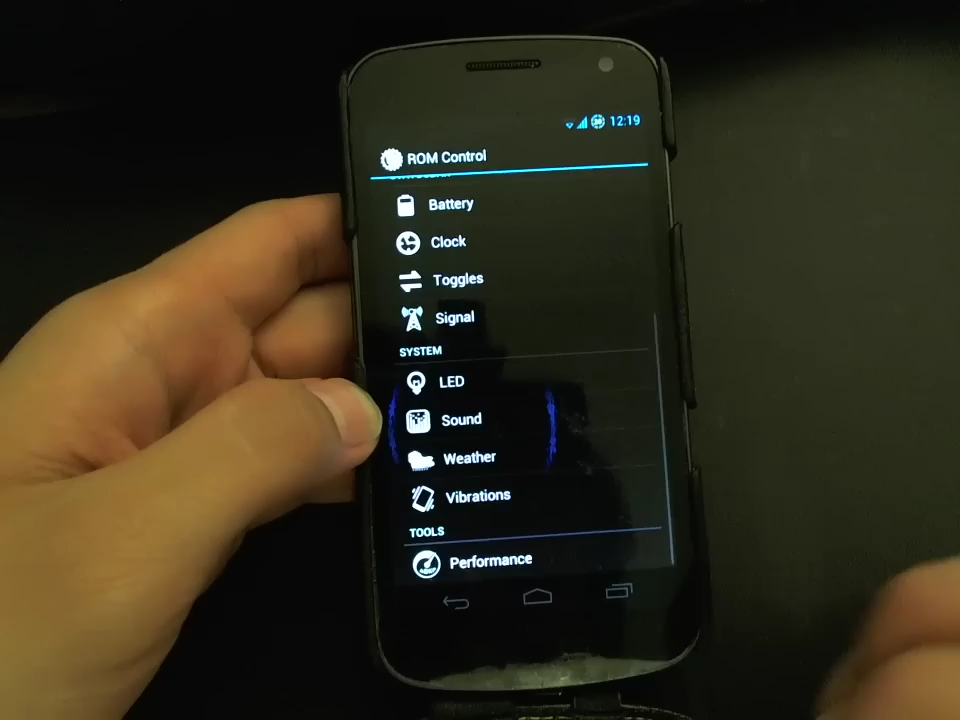 12:19
ROM Control
Battery
Clock
Toggles
Signal
SYSTEM
LED
Sound
Weather
Vibrations
TOOLS
Performance